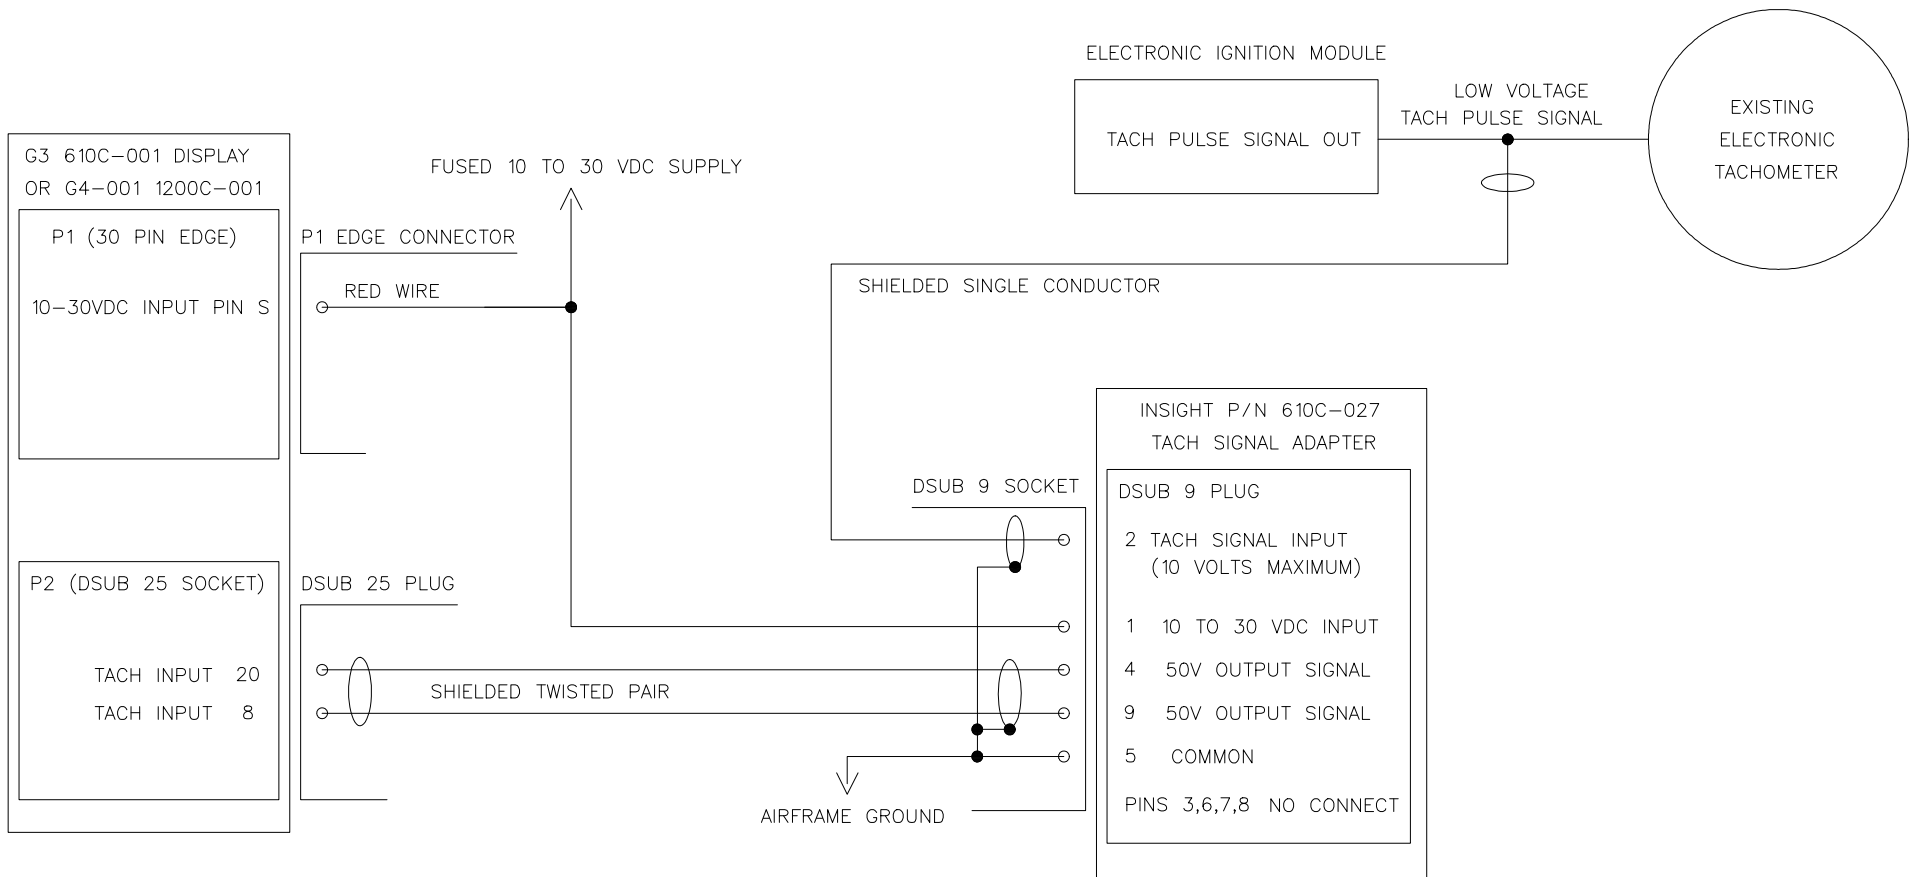 ELECTRONIC IGNITION MODULE
TACH PULSE SIGNAL OUT
LOW VOLTAGE
TACH PULSE SIGNAL
EXISTING
ELECTRONIC
TACHOMETER
G3 610C-001 DISPLAY
OR G4-001 1200C-001
P1 (30 PIN EDGE)
10-30VDC INPUT PIN S
P1 EDGE CONNECTOR
RED WIRE
FUSED 10 TO 30 VDC SUPPLY
SHIELDED SINGLE CONDUCTOR
P2 (DSUB 25 SOCKET)
TACH INPUT 20
TACH INPUT 8
DSUB 25 PLUG
SHIELDED TWISTED PAIR
AIRFRAME GROUND
DSUB 9 SOCKET
INSIGHT P/N 610C-027
TACH SIGNAL ADAPTER
DSUB 9 PLUG
2 TACH SIGNAL INPUT
(10 VOLTS MAXIMUM)
1 10 TO 30 VDC INPUT
4 50V OUTPUT SIGNAL
9 50V OUTPUT SIGNAL
5 COMMON
PINS 3,6,7,8 NO CONNECT